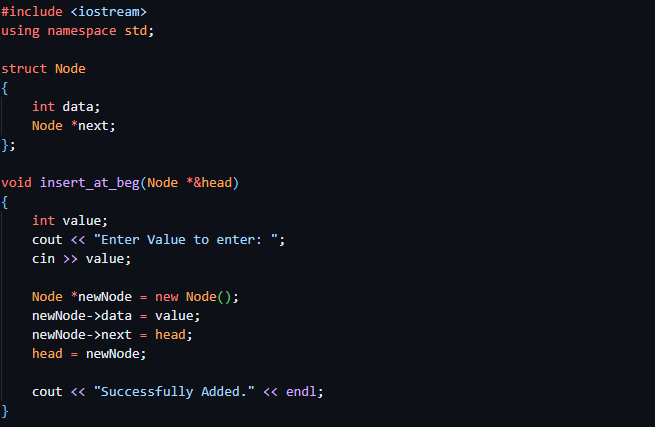 #include <iostream>
using namespace std;
struct Node
{
int data;
Node *next;
};
void insert_at_beg(Node *&head)
{
int value;
cout << "Enter Value to enter: ";
cin >> value;
Node *newNode = new Node();
newNode->data = value;
newNode->next = head;
head = newNode;
cout << "Successfully Added." << endl;
}